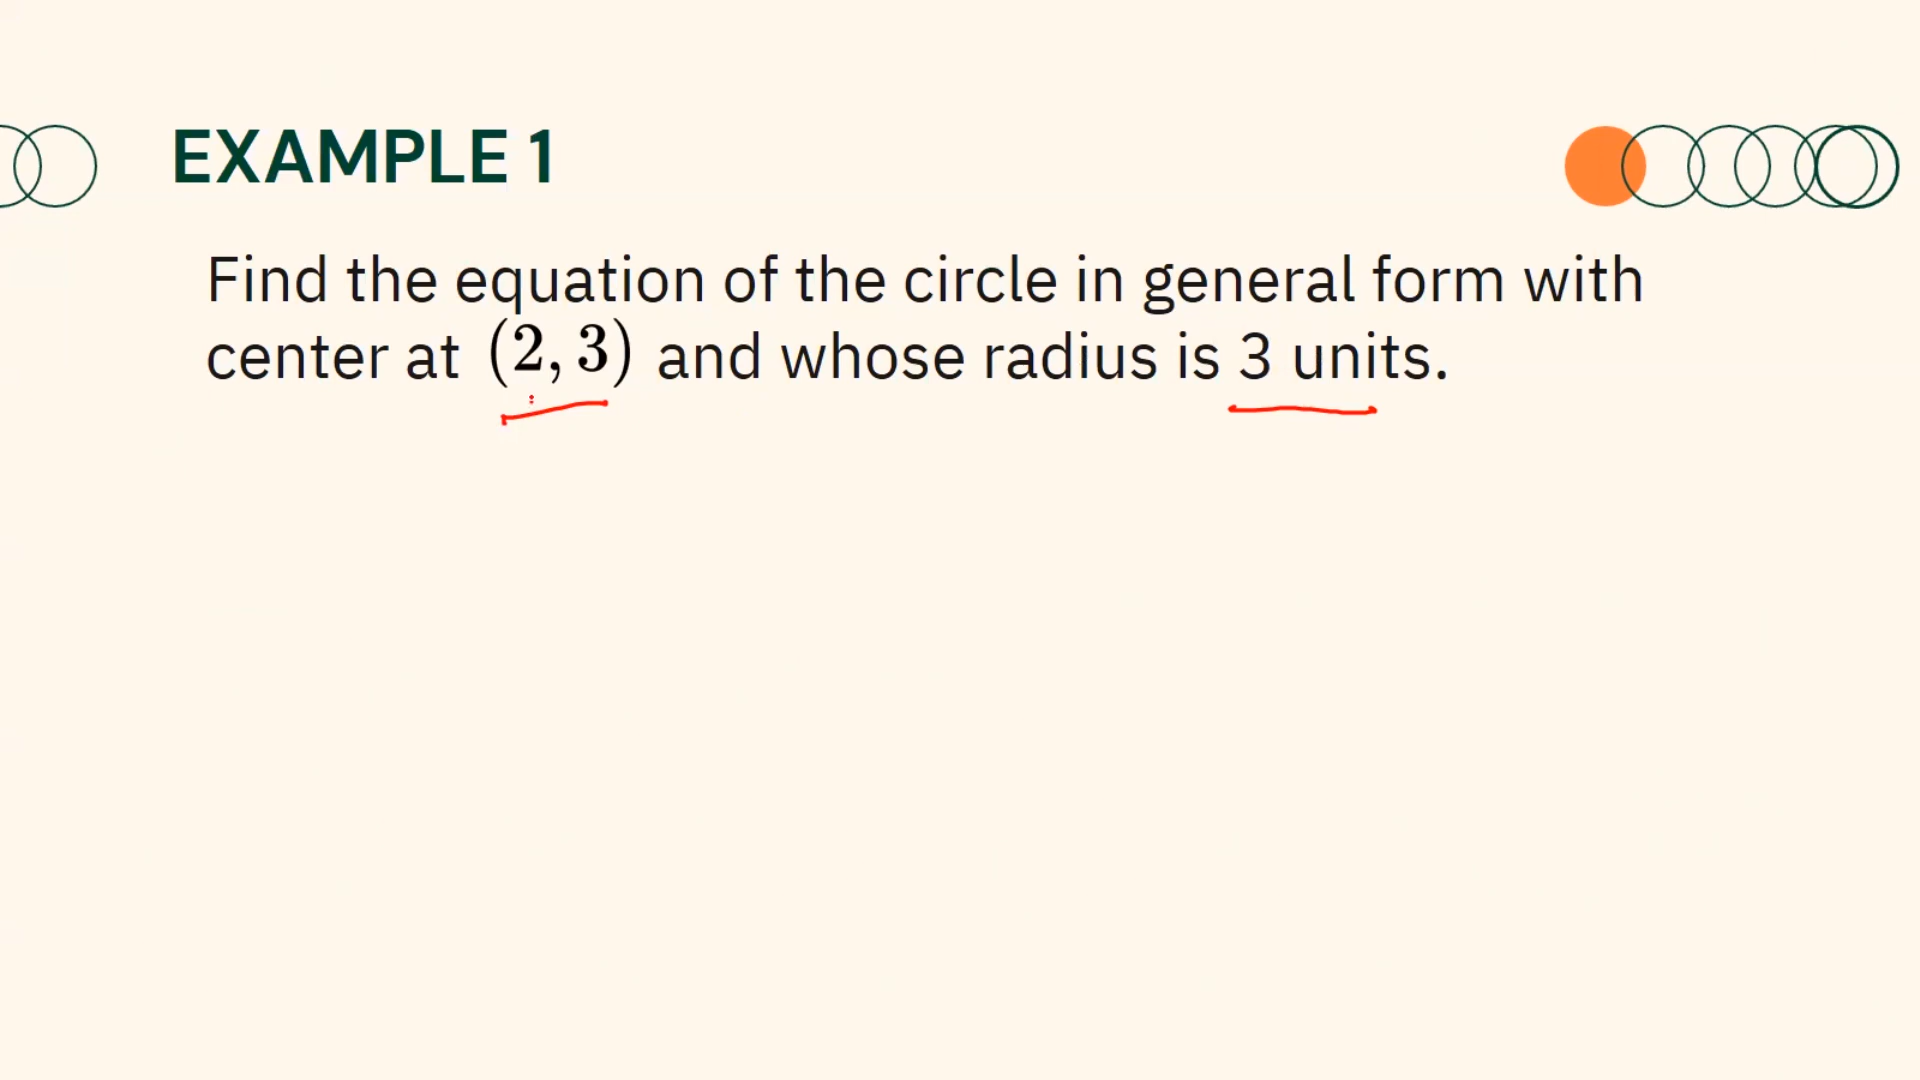 EXAMPLE 1
Find the equation of the circle in general form with
center at (2, 3) and whose radius is 3 units.